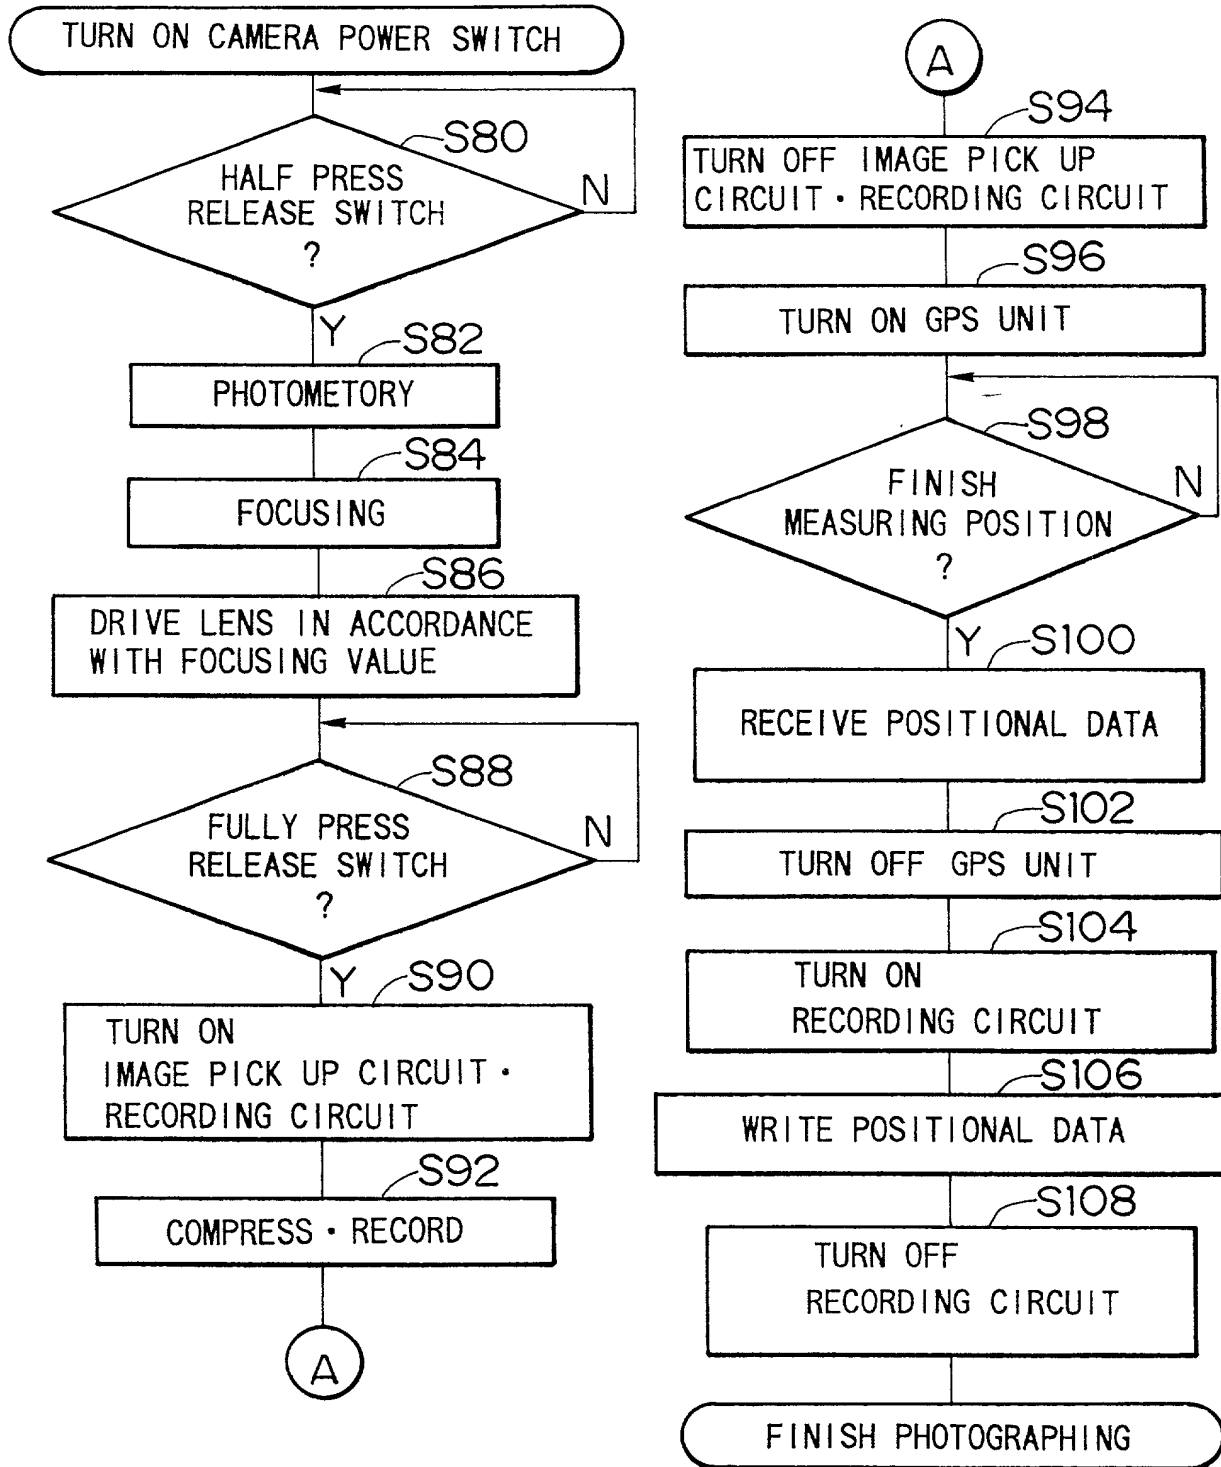 TURN ON CAMERA POWER SWITCH
S80
HALF PRESS
RELEASE SWITCH
?
N
Y
S82
PHOTOMETORY
S84
FOCUSING
S86
DRIVE LENS IN ACCORDANCE
WITH FOCUSING VALUE
S88
FULLY PRESS
RELEASE SWITCH
?
N
Y
S90
TURN ON
IMAGE PICK UP CIRCUIT·
RECORDING CIRCUIT
S92
COMPRESS·RECORD
A
A
S94
TURN OFF IMAGE PICK UP
CIRCUIT·RECORDING CIRCUIT
S96
TURN ON GPS UNIT
S98
FINISH
MEASURING POSITION
?
N
Y
S100
RECEIVE POSITIONAL DATA
S102
TURN OFF GPS UNIT
S104
TURN ON
RECORDING CIRCUIT
S106
WRITE POSITIONAL DATA
S108
TURN OFF
RECORDING CIRCUIT
FINISH PHOTOGRAPHING